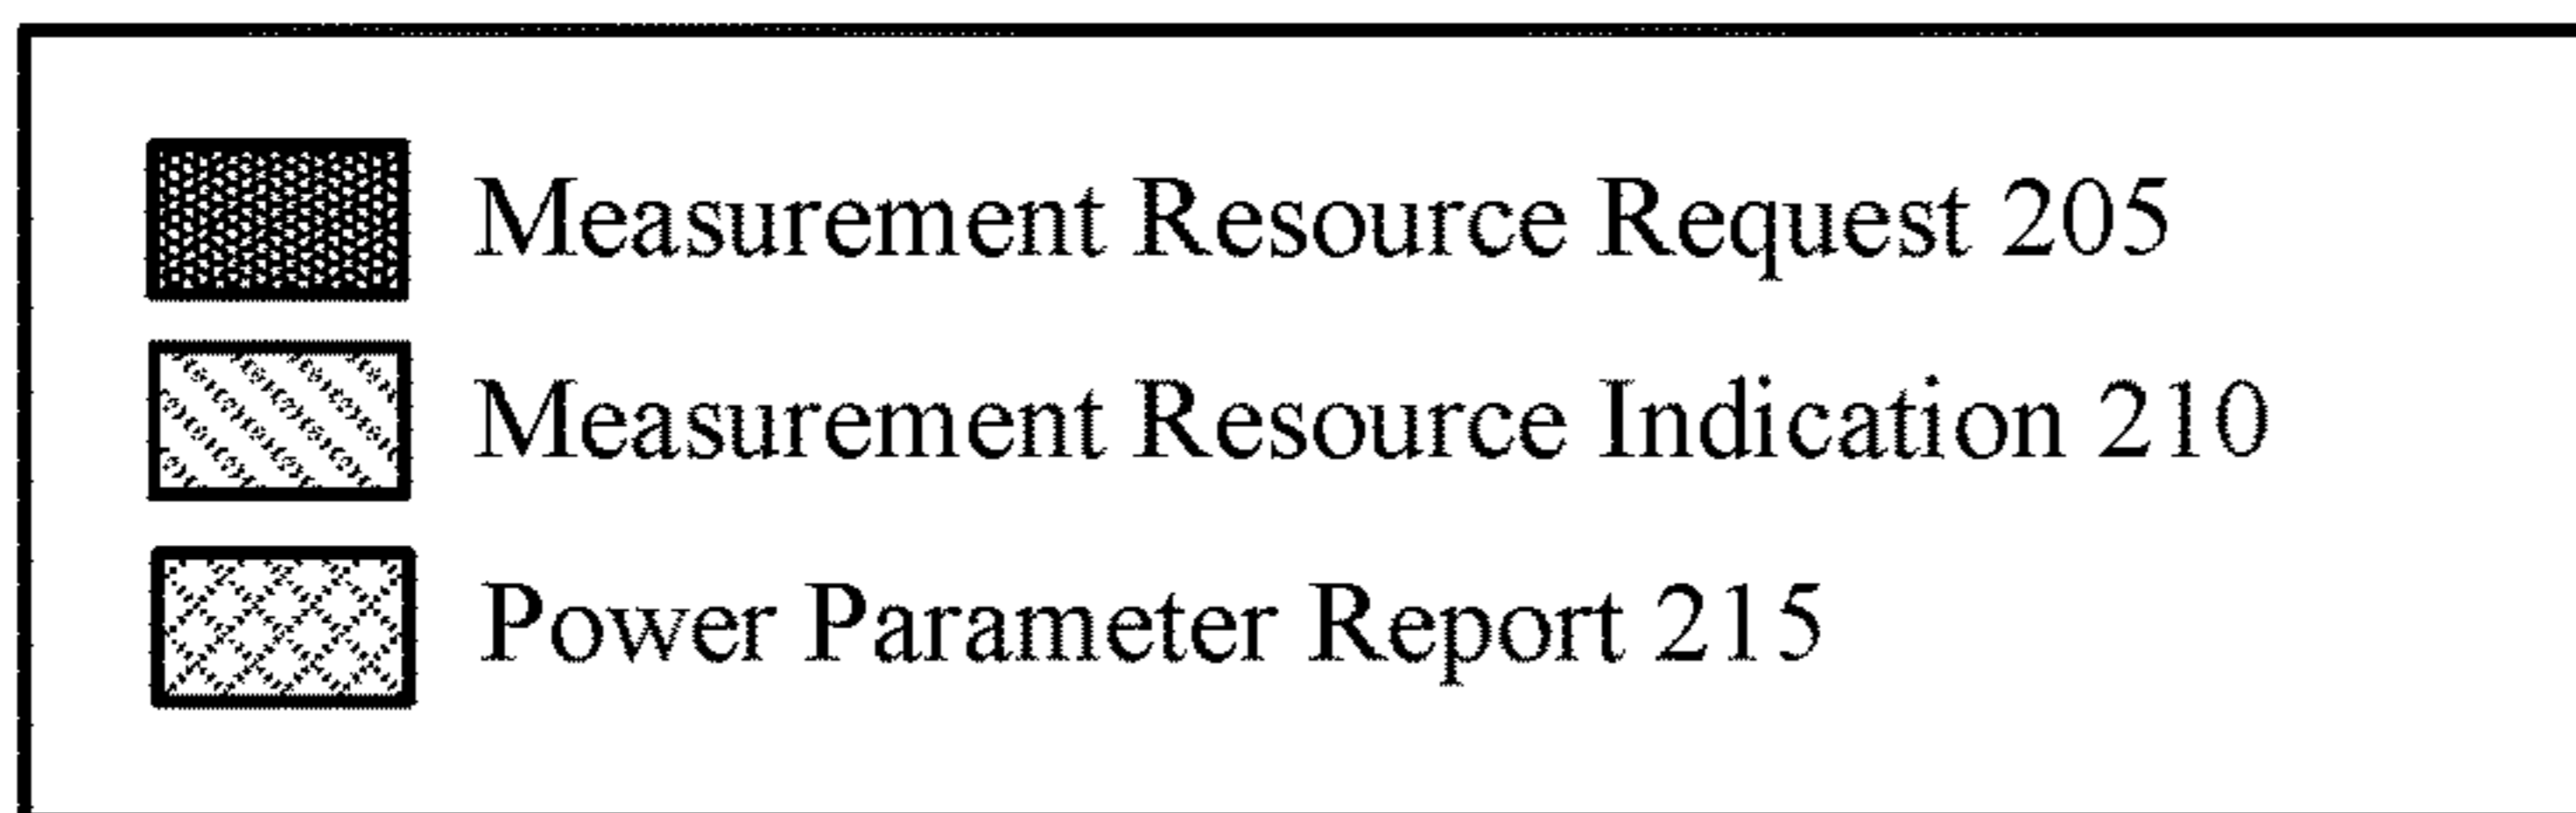 Measurement Resource Request 205
Measurement Resource Indication 210
Power Parameter Report 215